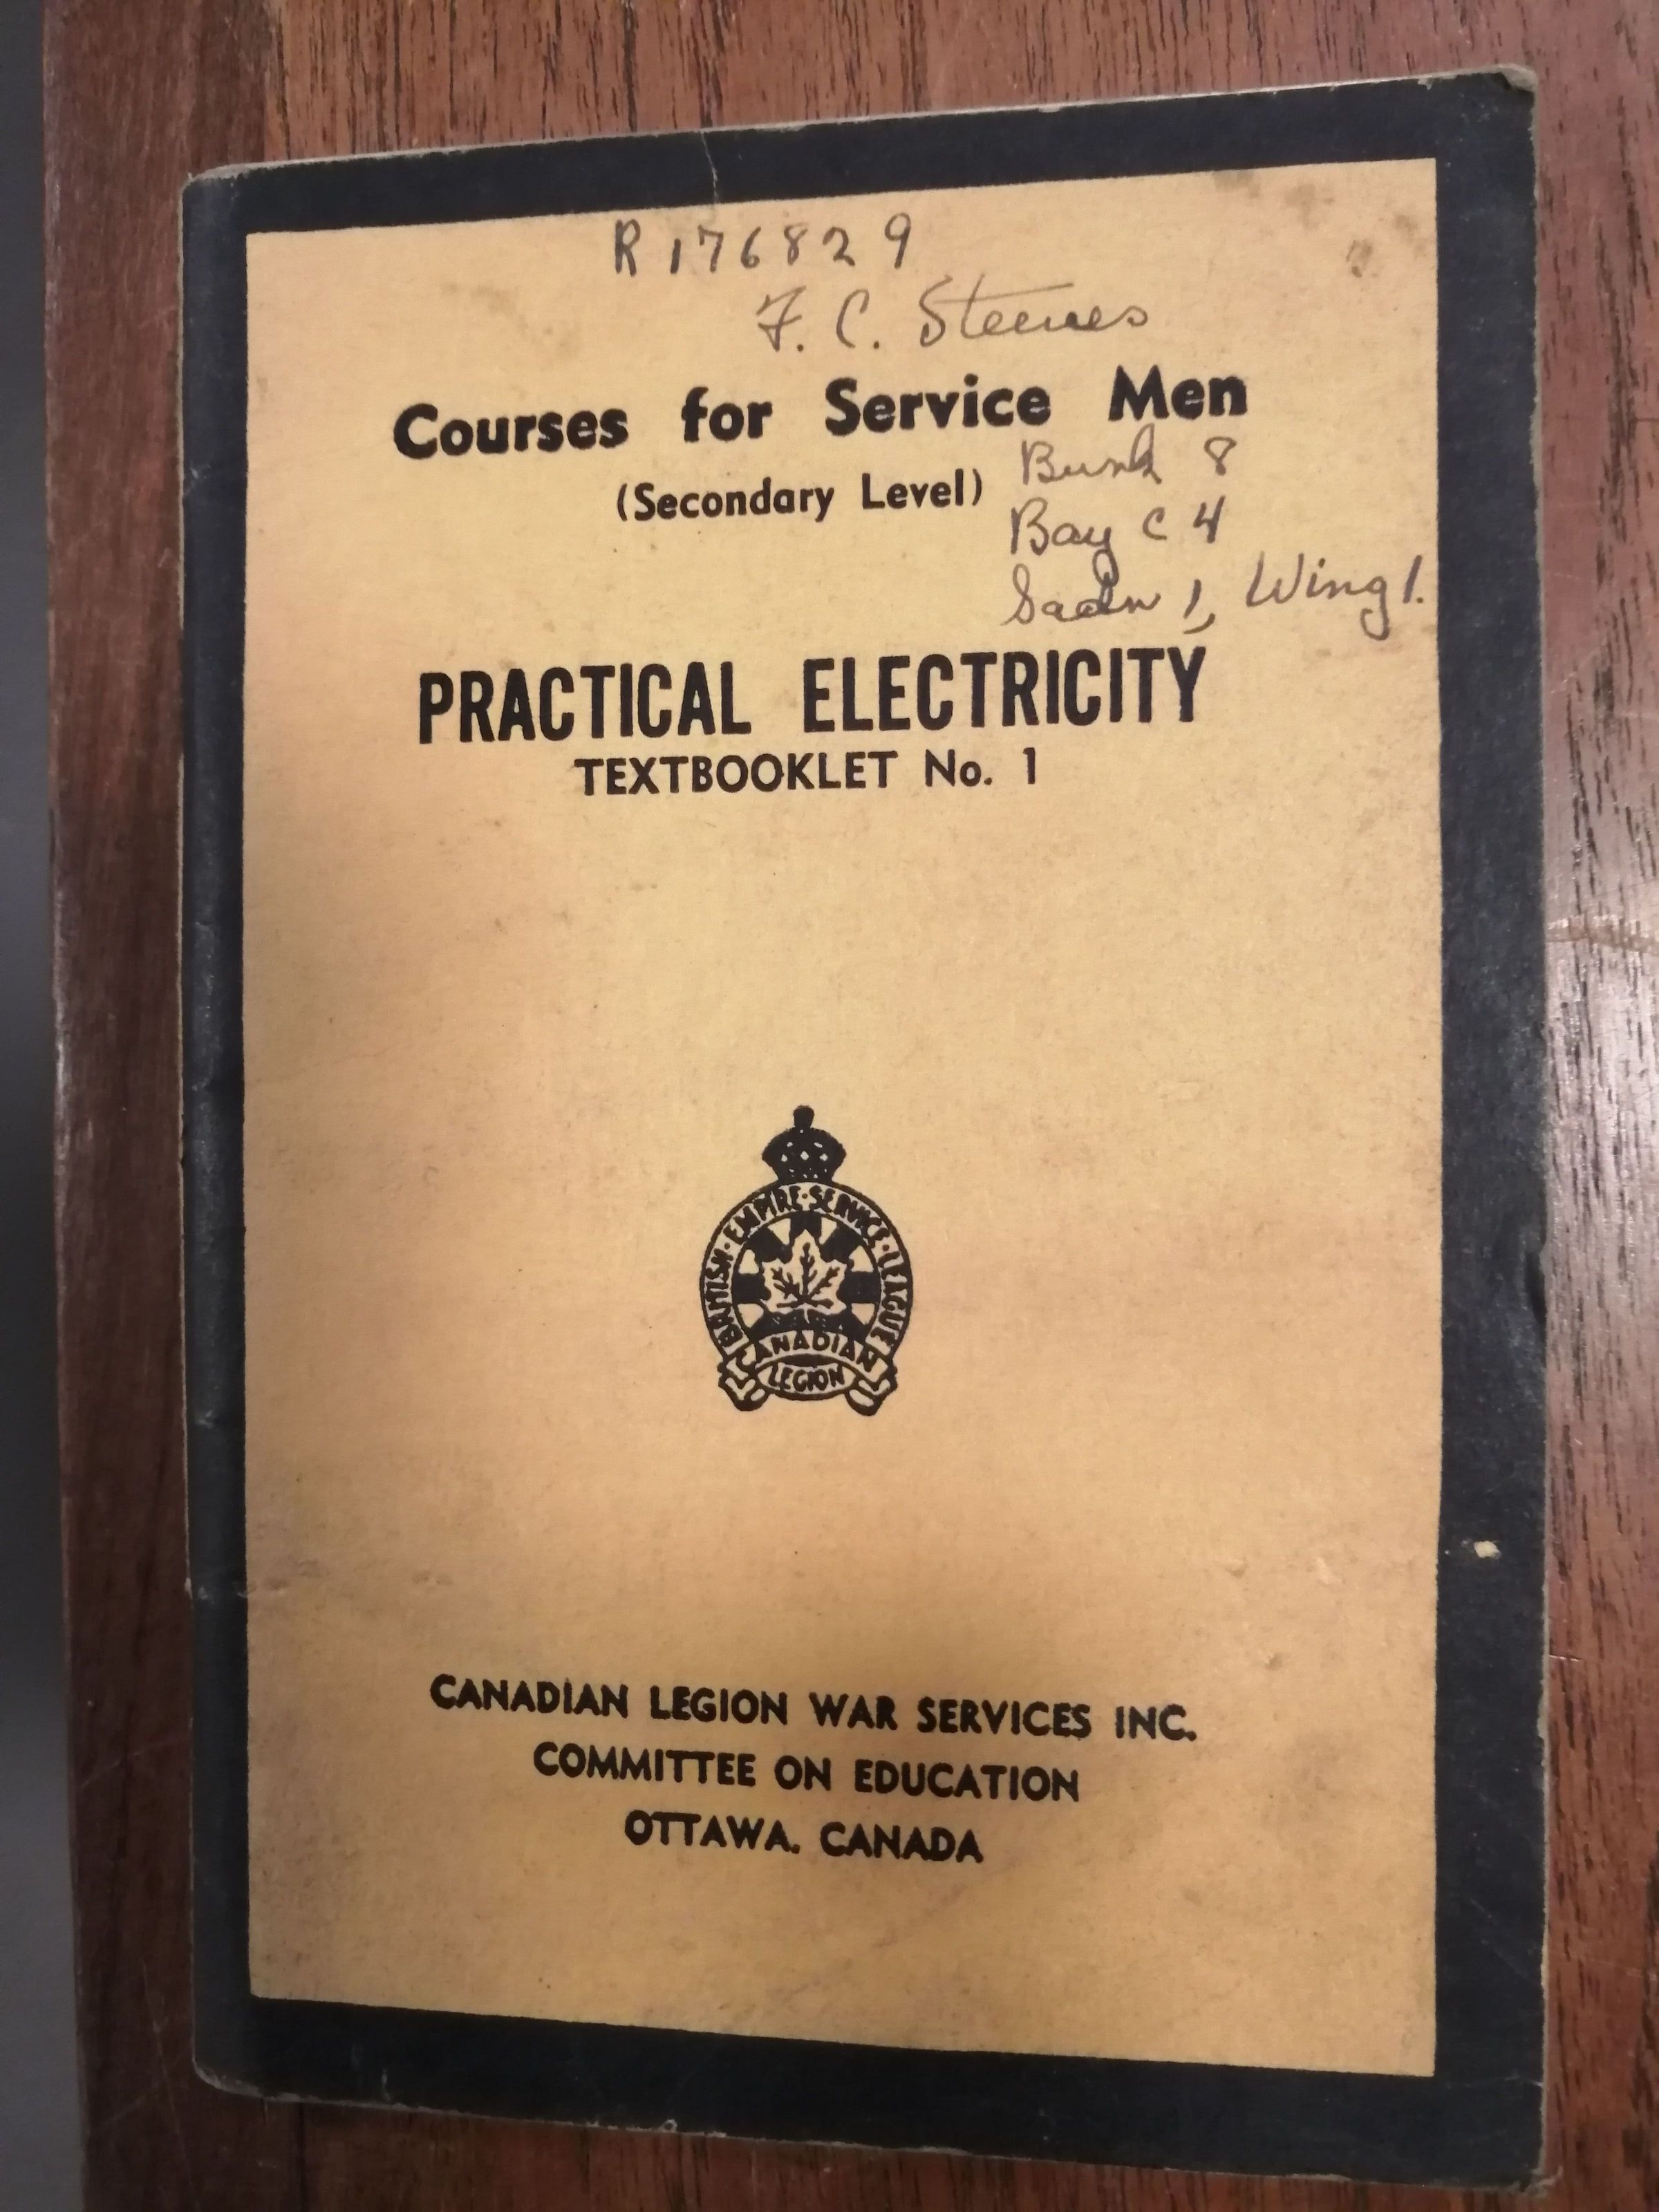 R176829
F. C. Steeves
Courses for Service Men
(Secondary Level)
Bunk 8
Bay C 4
1, Wing 1.
PRACTICAL ELECTRICITY
TEXTBOOKLET No. 1
BRITISH·EMPIRE·SERVICE·LEAGUE
CANADIAN
LEGION
CANADIAN LEGION WAR SERVICES INC.
COMMITTEE ON EDUCATION
OTTAWA. CANADA